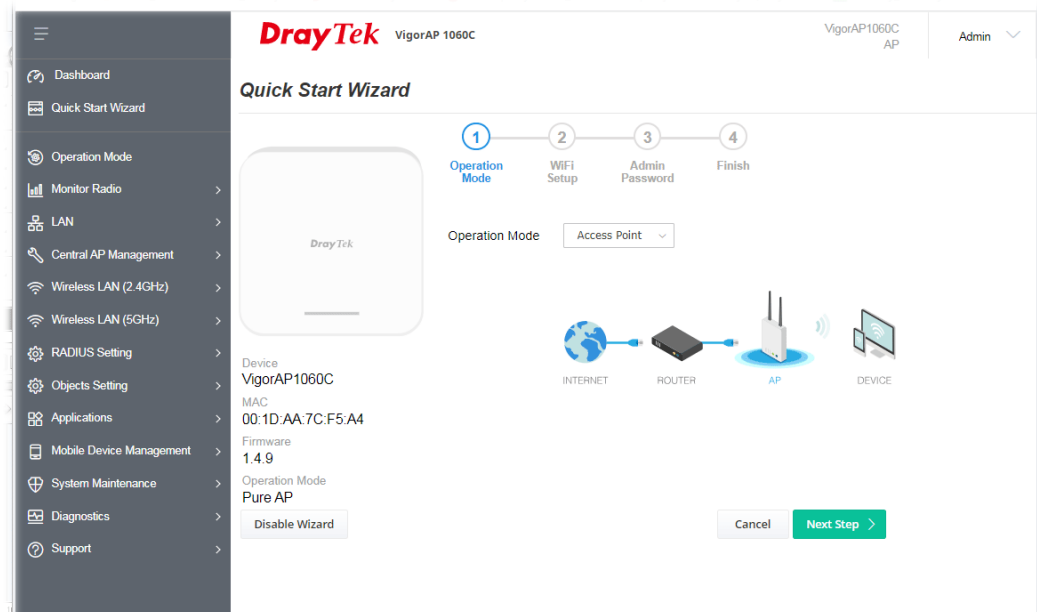 DrayTek VigorAP 1060C
VigorAP1060C
AP
Admin
Dashboard
Quick Start Wizard
Operation Mode
Monitor Radio
LAN
Central AP Management
Wireless LAN (2.4GHz)
Wireless LAN (5GHz)
RADIUS Setting
Objects Setting
Applications
Mobile Device Management
System Maintenance
Diagnostics
Support
Quick Start Wizard
1 2 3 4
Operation Mode
WiFi Setup
Admin Password
Finish
DrayTek
Operation Mode Access Point
INTERNET ROUTER AP DEVICE
Device
VigorAP1060C
MAC
00:1D:AA:7C:F5:A4
Firmware
1.4.9
Operation Mode
Pure AP
Disable Wizard Cancel Next Step